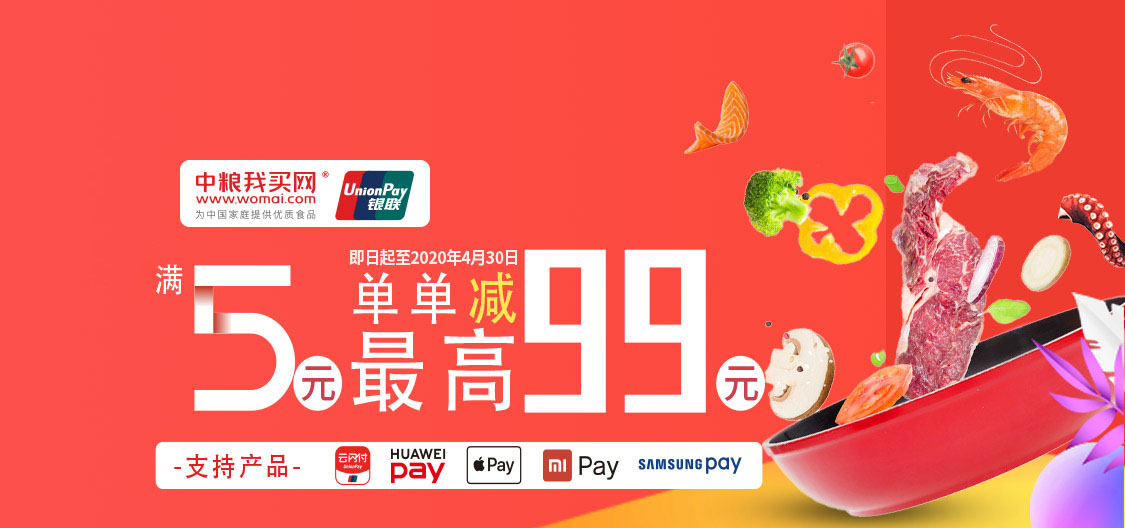 中粮我买网®
www.womai.com
为中国家庭提供优质食品
UnionPay
银联
即日起至2020年4月30日
满5元
单单减
最高99元
-支持产品-
云闪付
UnionPay
HUAWEI
pay
Pay
mi Pay
SAMSUNG pay